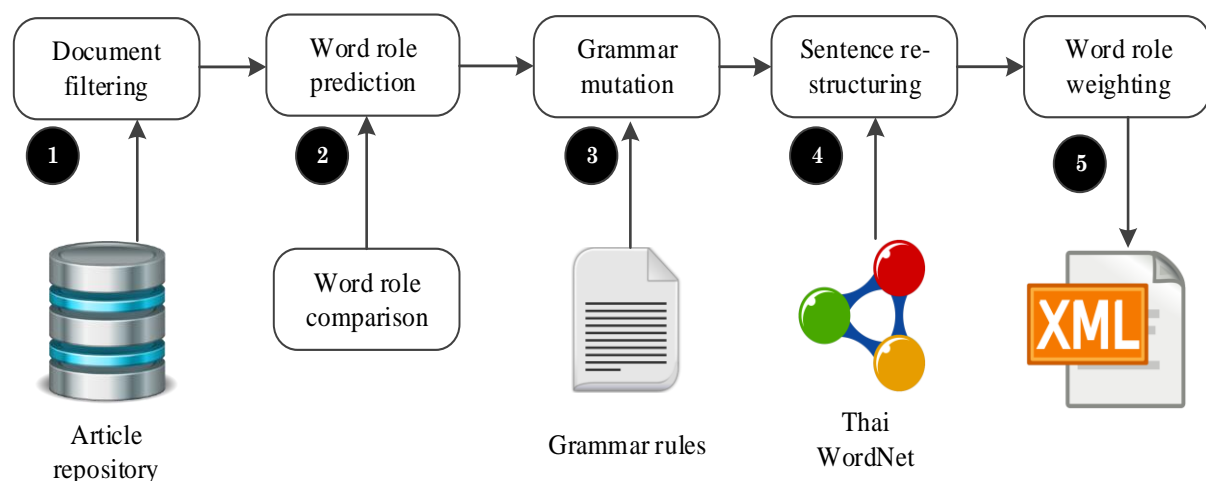 Document
filtering
Word role
prediction
Grammar
mutation
Sentence re-
structuring
Word role
weighting
1
2
3
4
5
Word role
comparison
XML
Article
repository
Grammar rules
Thai
WordNet